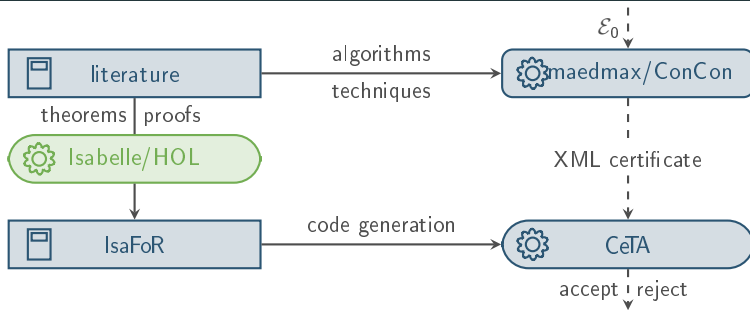 ℰ₀
literature
algorithms
techniques
maedmax/ConCon
theorems proofs
Isabelle/HOL
XML certificate
IsaFoR
code generation
CeTA
accept reject